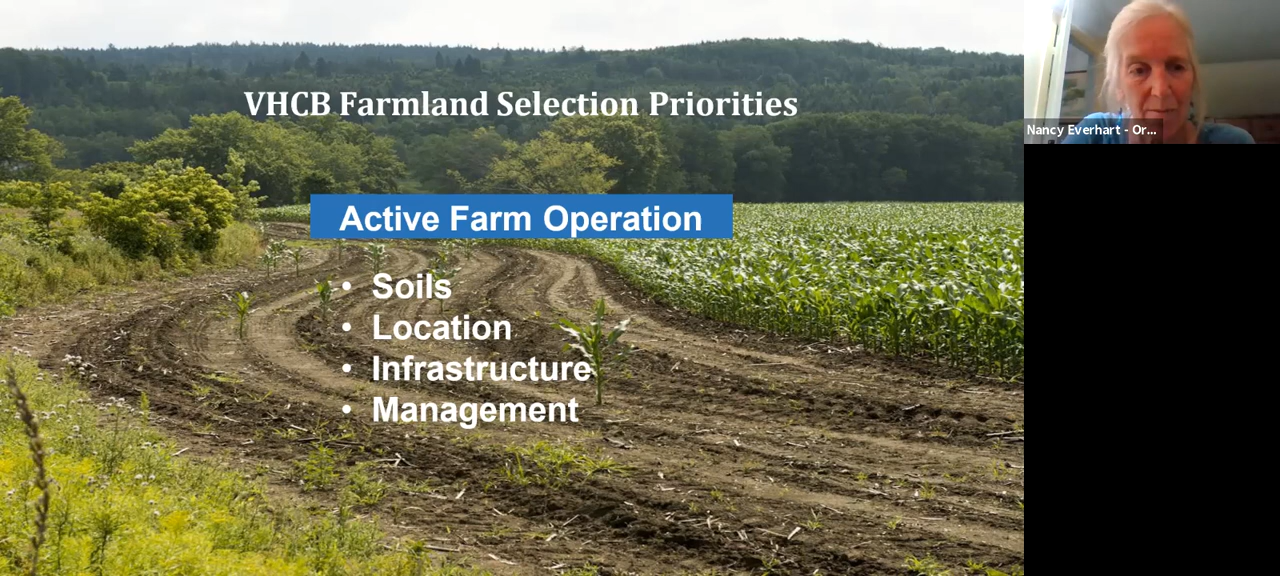 VHCB Farmland Selection Priorities
Active Farm Operation
• Soils
• Location
• Infrastructure
• Management
Nancy Everhart - Or...